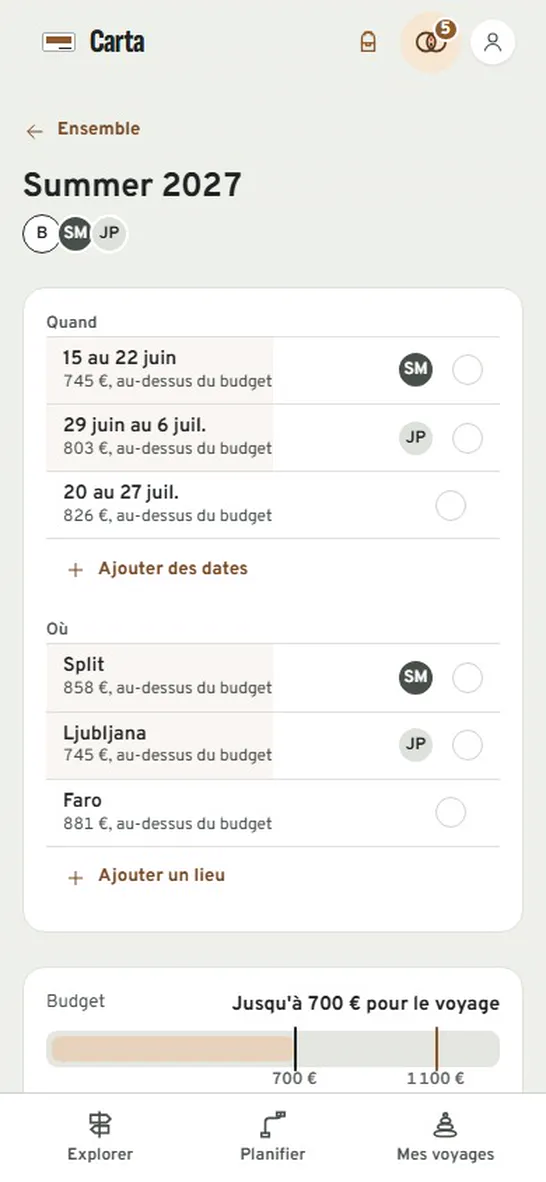 Carta
5
Ensemble
Summer 2027
B SM JP
Quand
15 au 22 juin
745 €, au-dessus du budget
SM
29 juin au 6 juil.
803 €, au-dessus du budget
JP
20 au 27 juil.
826 €, au-dessus du budget
Ajouter des dates
Où
Split
858 €, au-dessus du budget
SM
Ljubljana
745 €, au-dessus du budget
JP
Faro
881 €, au-dessus du budget
Ajouter un lieu
Budget
Jusqu'à 700 € pour le voyage
700 € 1 100 €
Explorer Planifier Mes voyages